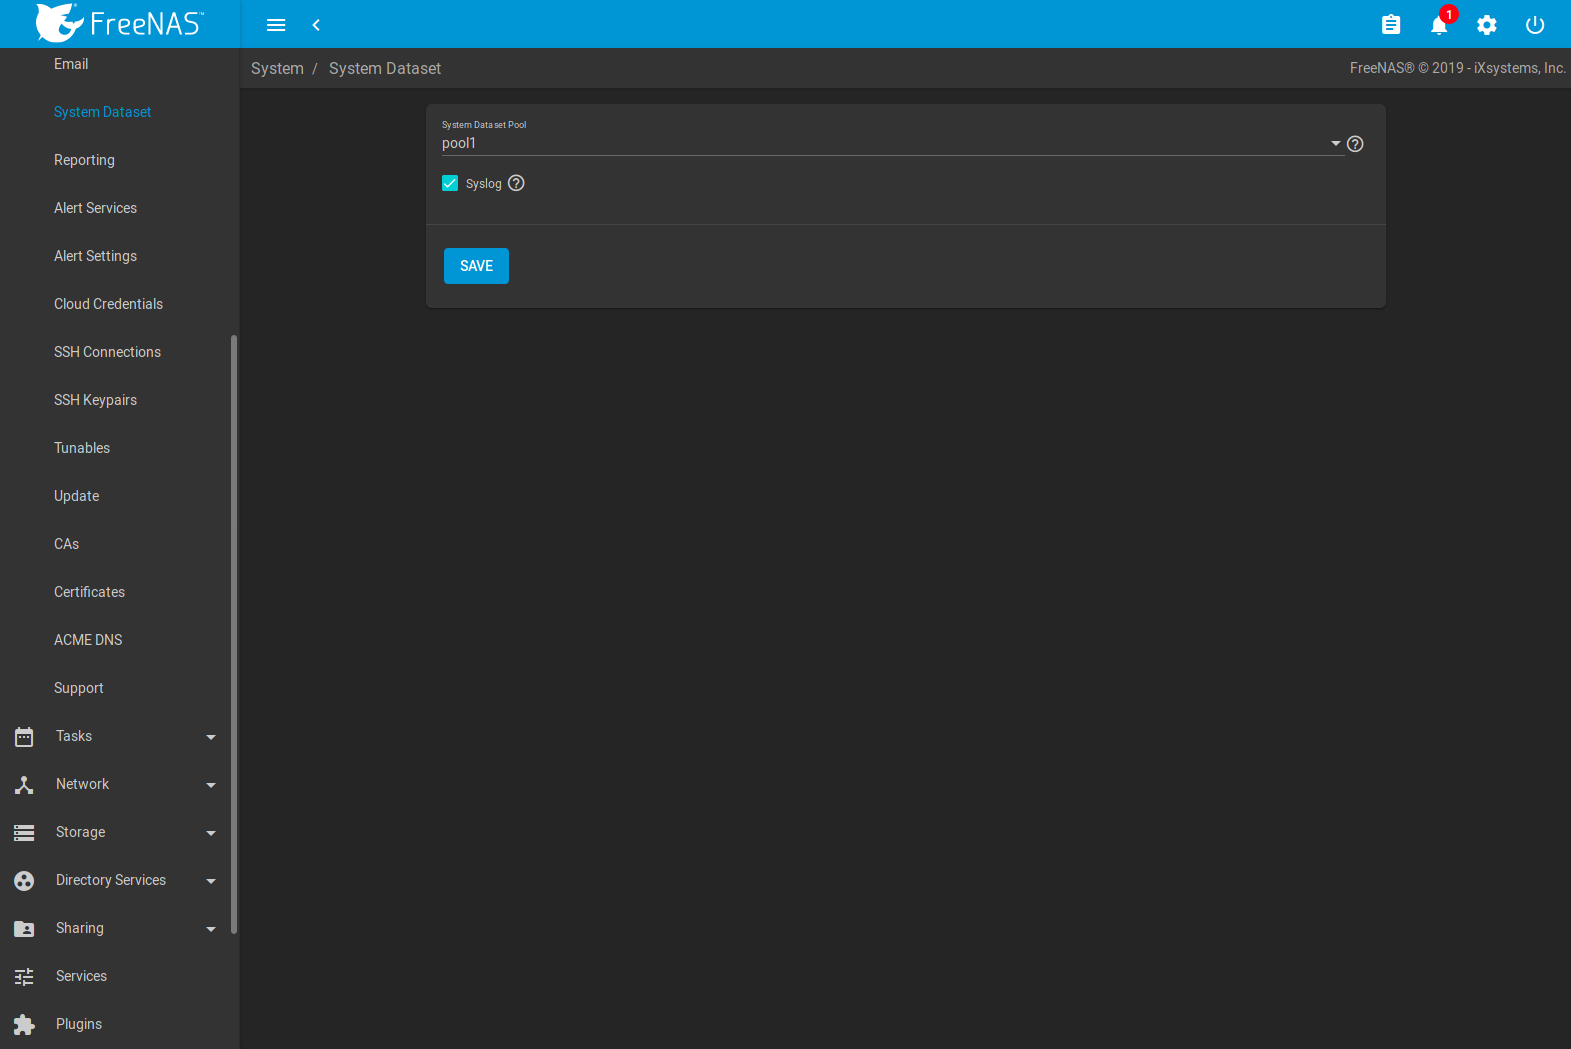 FreeNAS™
1
System / System Dataset
FreeNAS® © 2019 - iXsystems, Inc.
Email
System Dataset
Reporting
Alert Services
Alert Settings
Cloud Credentials
SSH Connections
SSH Keypairs
Tunables
Update
CAs
Certificates
ACME DNS
Support
Tasks
Network
Storage
Directory Services
Sharing
Services
Plugins
System Dataset Pool
pool1
Syslog
SAVE